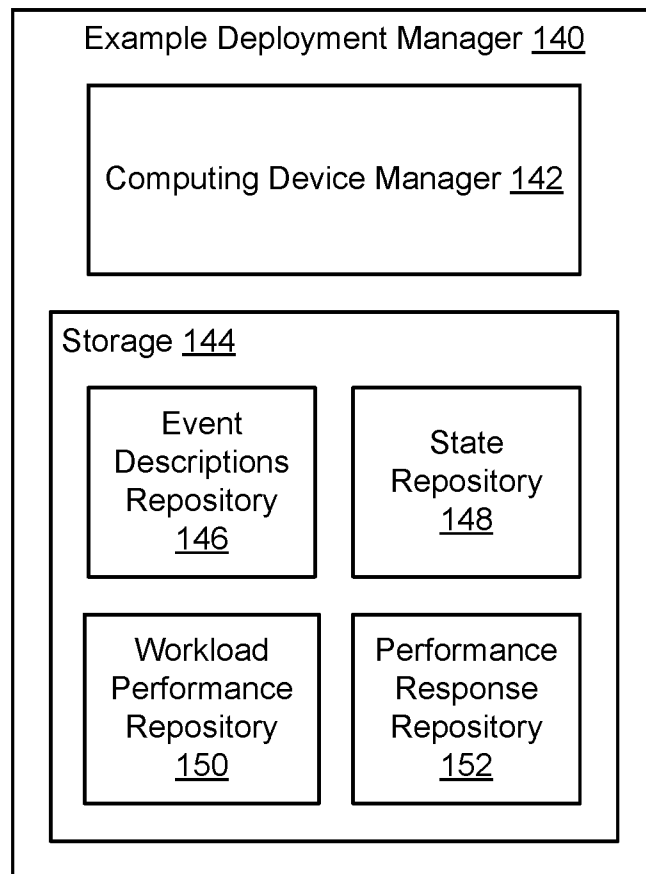 Example Deployment Manager 140
Computing Device Manager 142
Storage 144
Event
Descriptions
Repository
146
State
Repository
148
Workload
Performance
Repository
150
Performance
Response
Repository
152